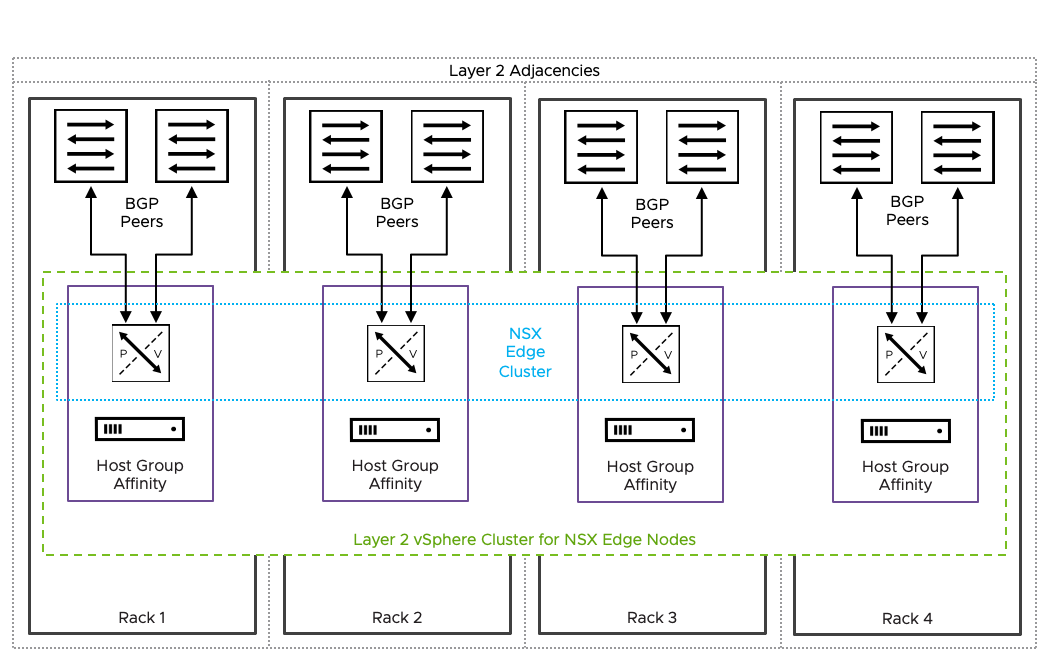 Layer 2 Adjacencies
BGP
Peers
BGP
Peers
BGP
Peers
BGP
Peers
P V
P V
NSX
Edge
Cluster
P V
P V
Host Group
Affinity
Host Group
Affinity
Host Group
Affinity
Host Group
Affinity
Layer 2 vSphere Cluster for NSX Edge Nodes
Rack 1
Rack 2
Rack 3
Rack 4